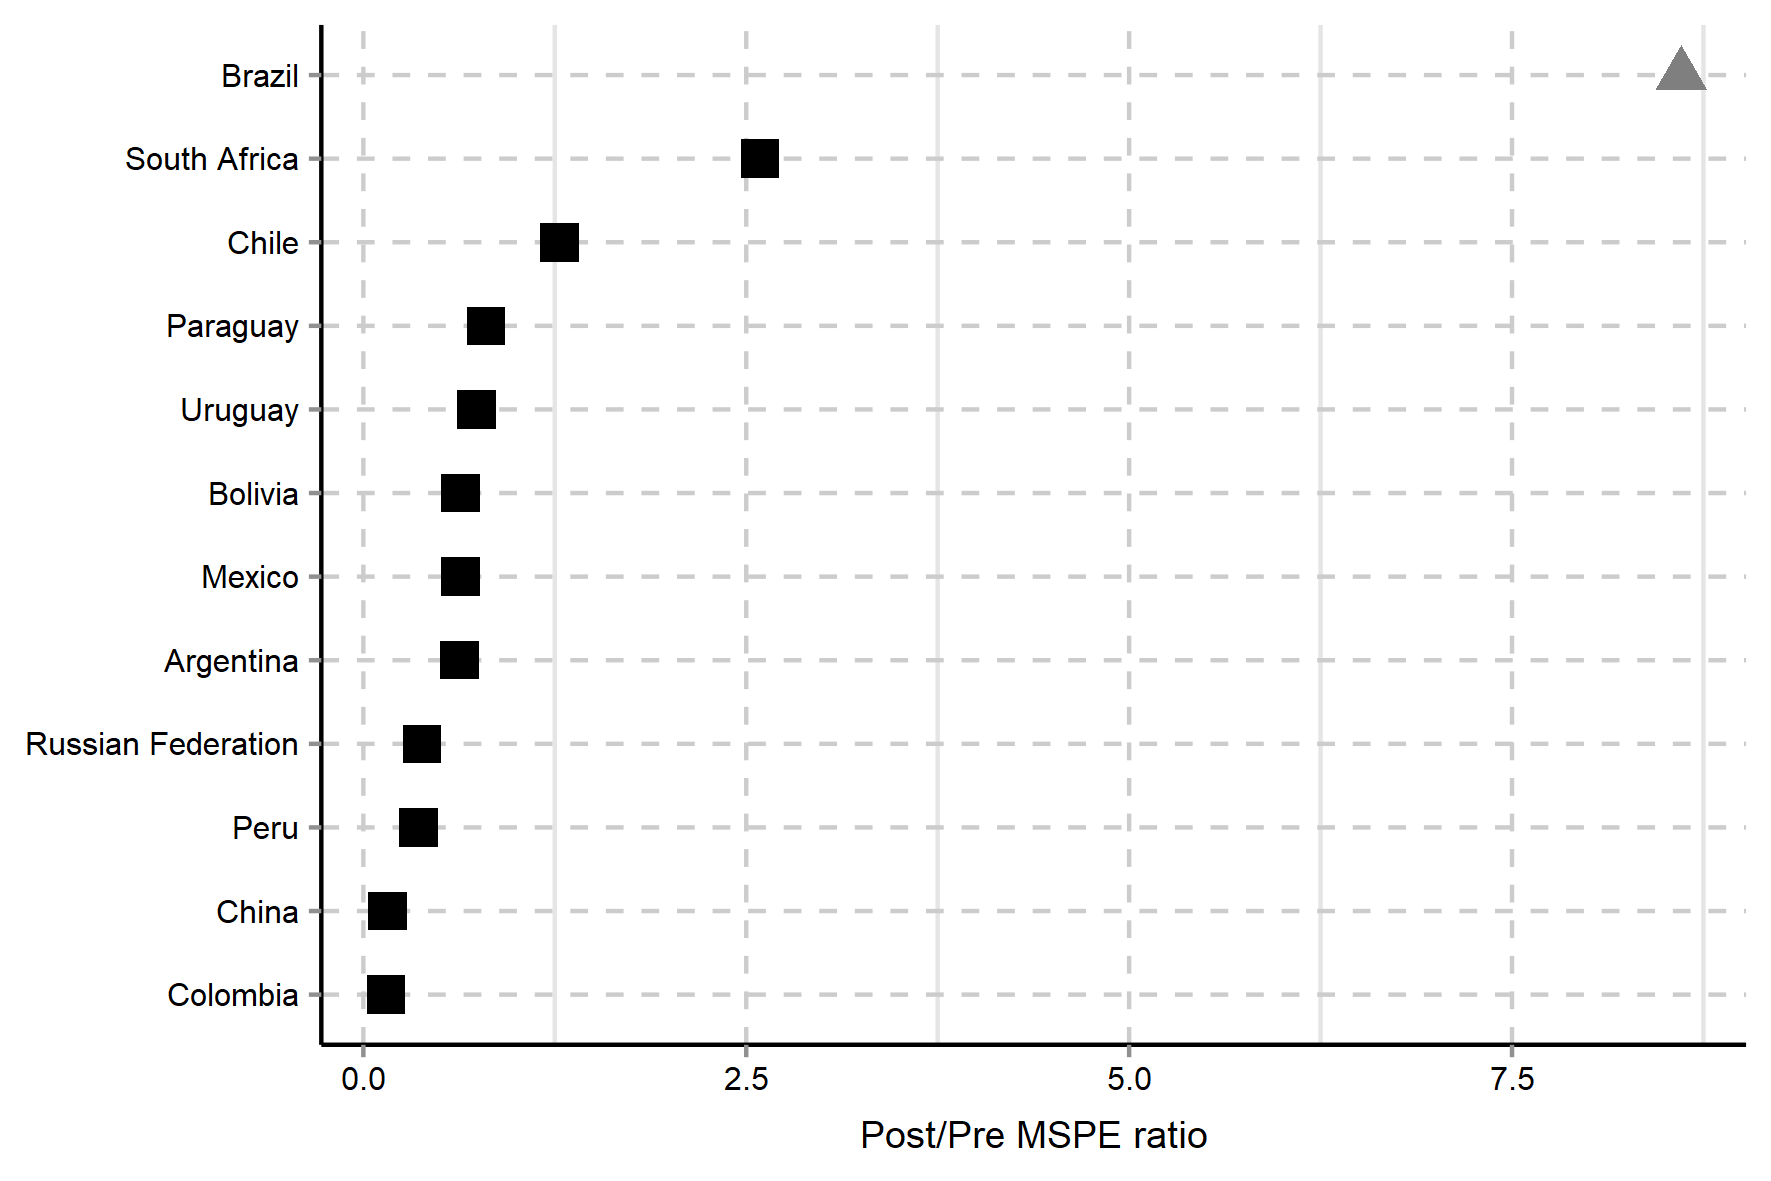 Brazil
South Africa
Chile
Paraguay
Uruguay
Bolivia
Mexico
Argentina
Russian Federation
Peru
China
Colombia
0.0 2.5 5.0 7.5
Post/Pre MSPE ratio